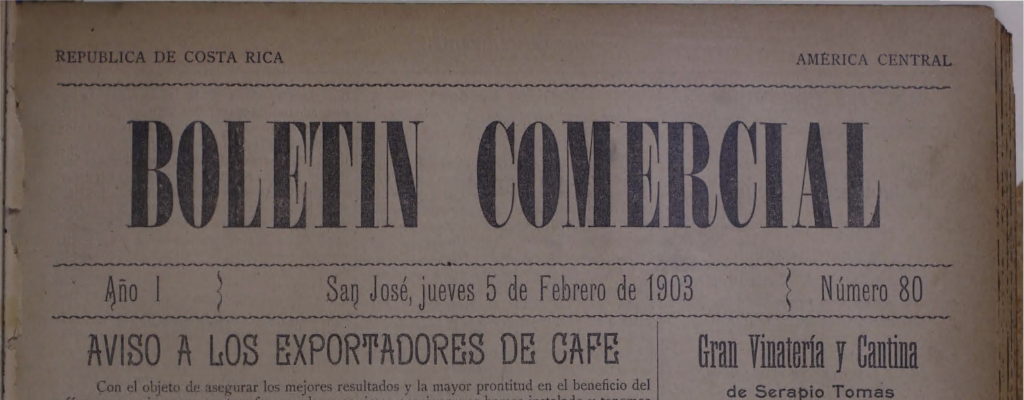 REPUBLICA DE COSTA RICA
AMÉRICA CENTRAL
BOLETIN COMERCIAL
Año I
San José, jueves 5 de Febrero de 1903
Número 80
AVISO A LOS EXPORTADORES DE CAFE
Con el objeto de asegurar los mejores resultados y la mayor prontitud en el beneficio del
Gran Vinatería y Cantina
de Serapio Tomas